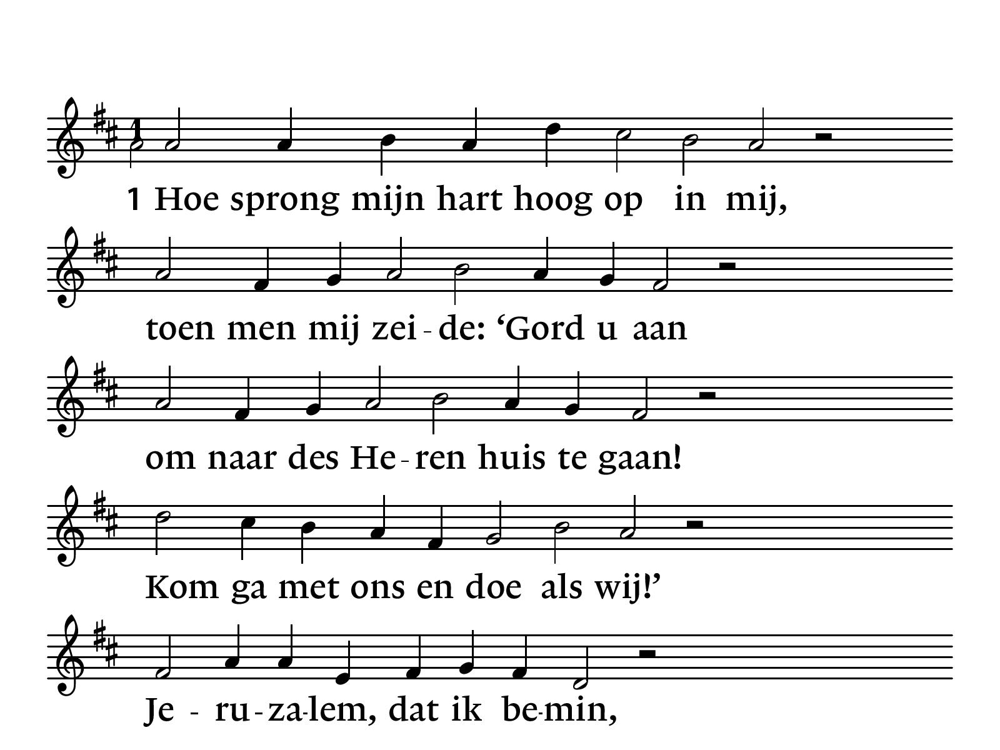 1
1 Hoe sprong mijn hart hoog op in mij,
toen men mij zei - de: ‘Gord u aan
om naar des He - ren huis te gaan!
Kom ga met ons en doe als wij!’
Je - ru - za-lem, dat ik be-min,